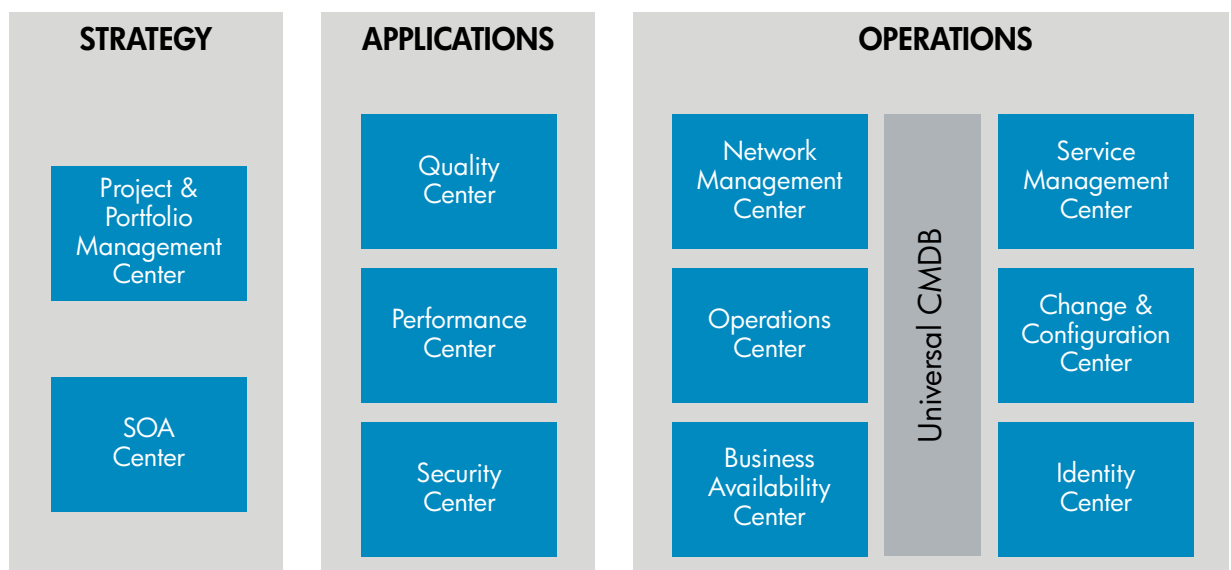 STRATEGY
Project &
Portfolio
Management
Center
SOA
Center
APPLICATIONS
Quality
Center
Performance
Center
Security
Center
OPERATIONS
Network
Management
Center
Operations
Center
Business
Availability
Center
Universal CMDB
Service
Management
Center
Change &
Configuration
Center
Identity
Center